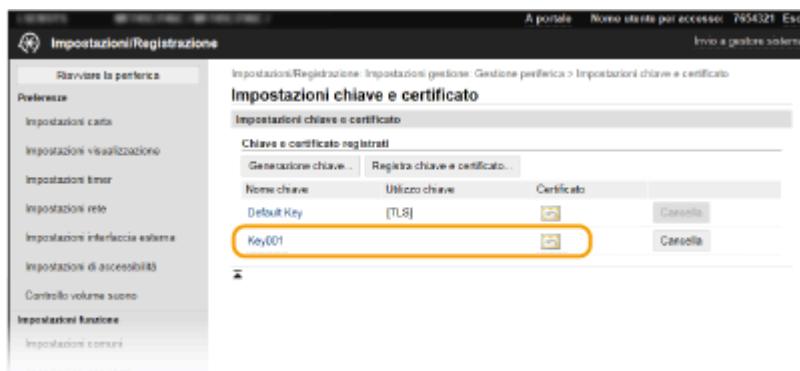 A portale Nome utente per accesso: 7654321 Esc
Impostazioni/Registrazione
Invio a gestore sistema
Riavviare la periferica
Preferenze
Impostazioni carta
Impostazioni visualizzazione
Impostazioni timer
Impostazioni rete
Impostazioni interfaccia esterna
Impostazioni di accessibilità
Controllo volume suono
Impostazioni funzione
Impostazioni comuni
Impostazioni/Registrazione: Impostazioni gestione: Gestione periferica > Impostazioni chiave e certificato
Impostazioni chiave e certificato
Impostazioni chiave e certificato
Chiave e certificato registrati
Generazione chiave... Registra chiave e certificato...
Nome chiave Utilizzo chiave Certificato
Default Key [TLS] Cancella
Key001 Cancella